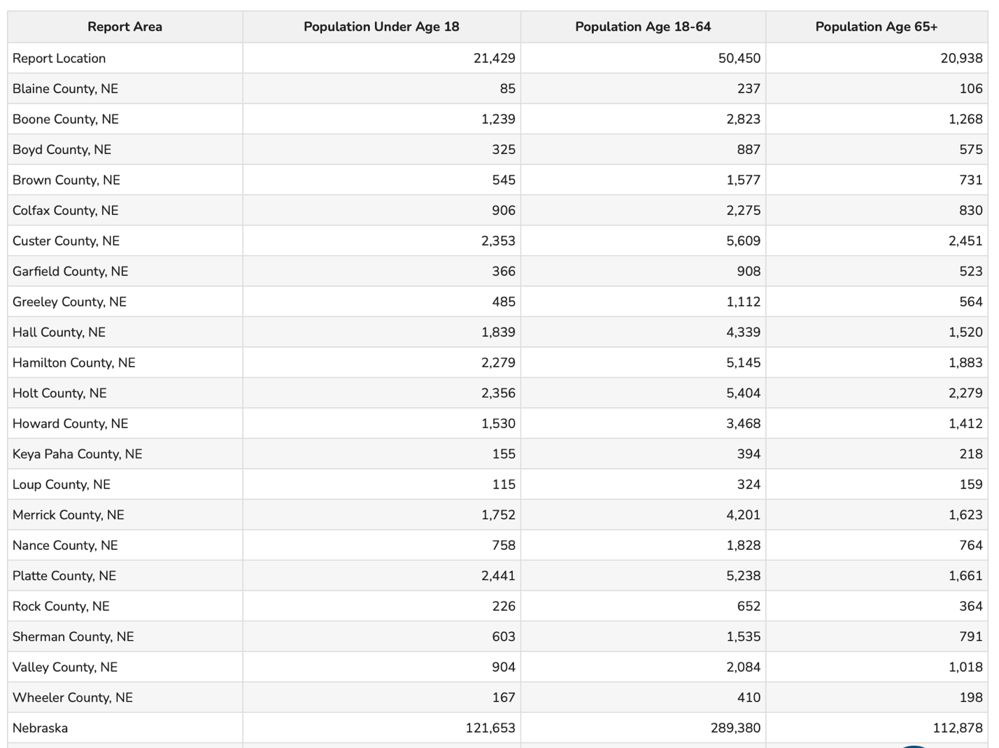 Report Area Population Under Age 18 Population Age 18-64 Population Age 65+
Report Location 21,429 50,450 20,938
Blaine County, NE 85 237 106
Boone County, NE 1,239 2,823 1,268
Boyd County, NE 325 887 575
Brown County, NE 545 1,577 731
Colfax County, NE 906 2,275 830
Custer County, NE 2,353 5,609 2,451
Garfield County, NE 366 908 523
Greeley County, NE 485 1,112 564
Hall County, NE 1,839 4,339 1,520
Hamilton County, NE 2,279 5,145 1,883
Holt County, NE 2,356 5,404 2,279
Howard County, NE 1,530 3,468 1,412
Keya Paha County, NE 155 394 218
Loup County, NE 115 324 159
Merrick County, NE 1,752 4,201 1,623
Nance County, NE 758 1,828 764
Platte County, NE 2,441 5,238 1,661
Rock County, NE 226 652 364
Sherman County, NE 603 1,535 791
Valley County, NE 904 2,084 1,018
Wheeler County, NE 167 410 198
Nebraska 121,653 289,380 112,878